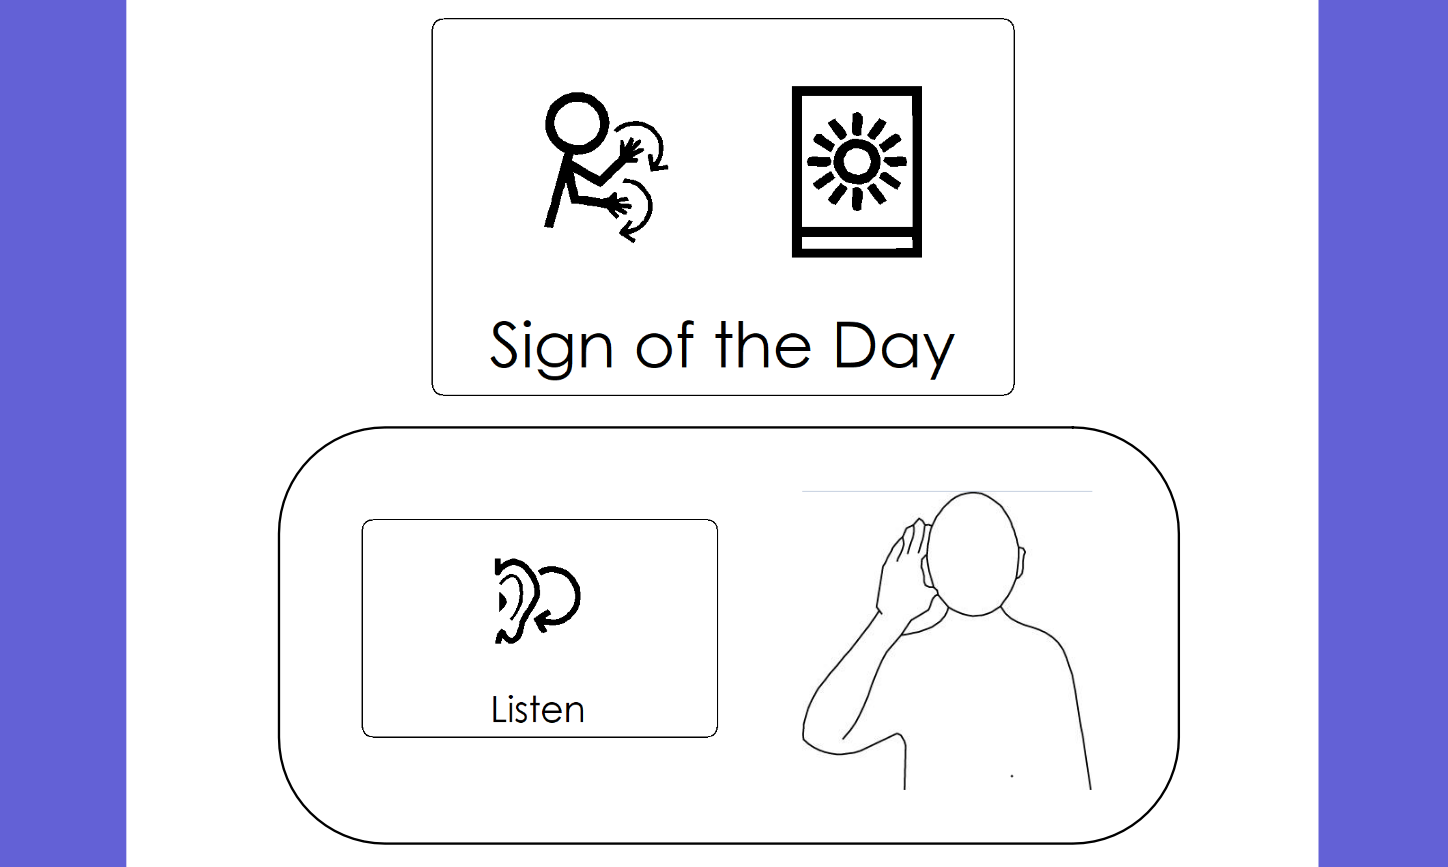 Sign of the Day
Listen